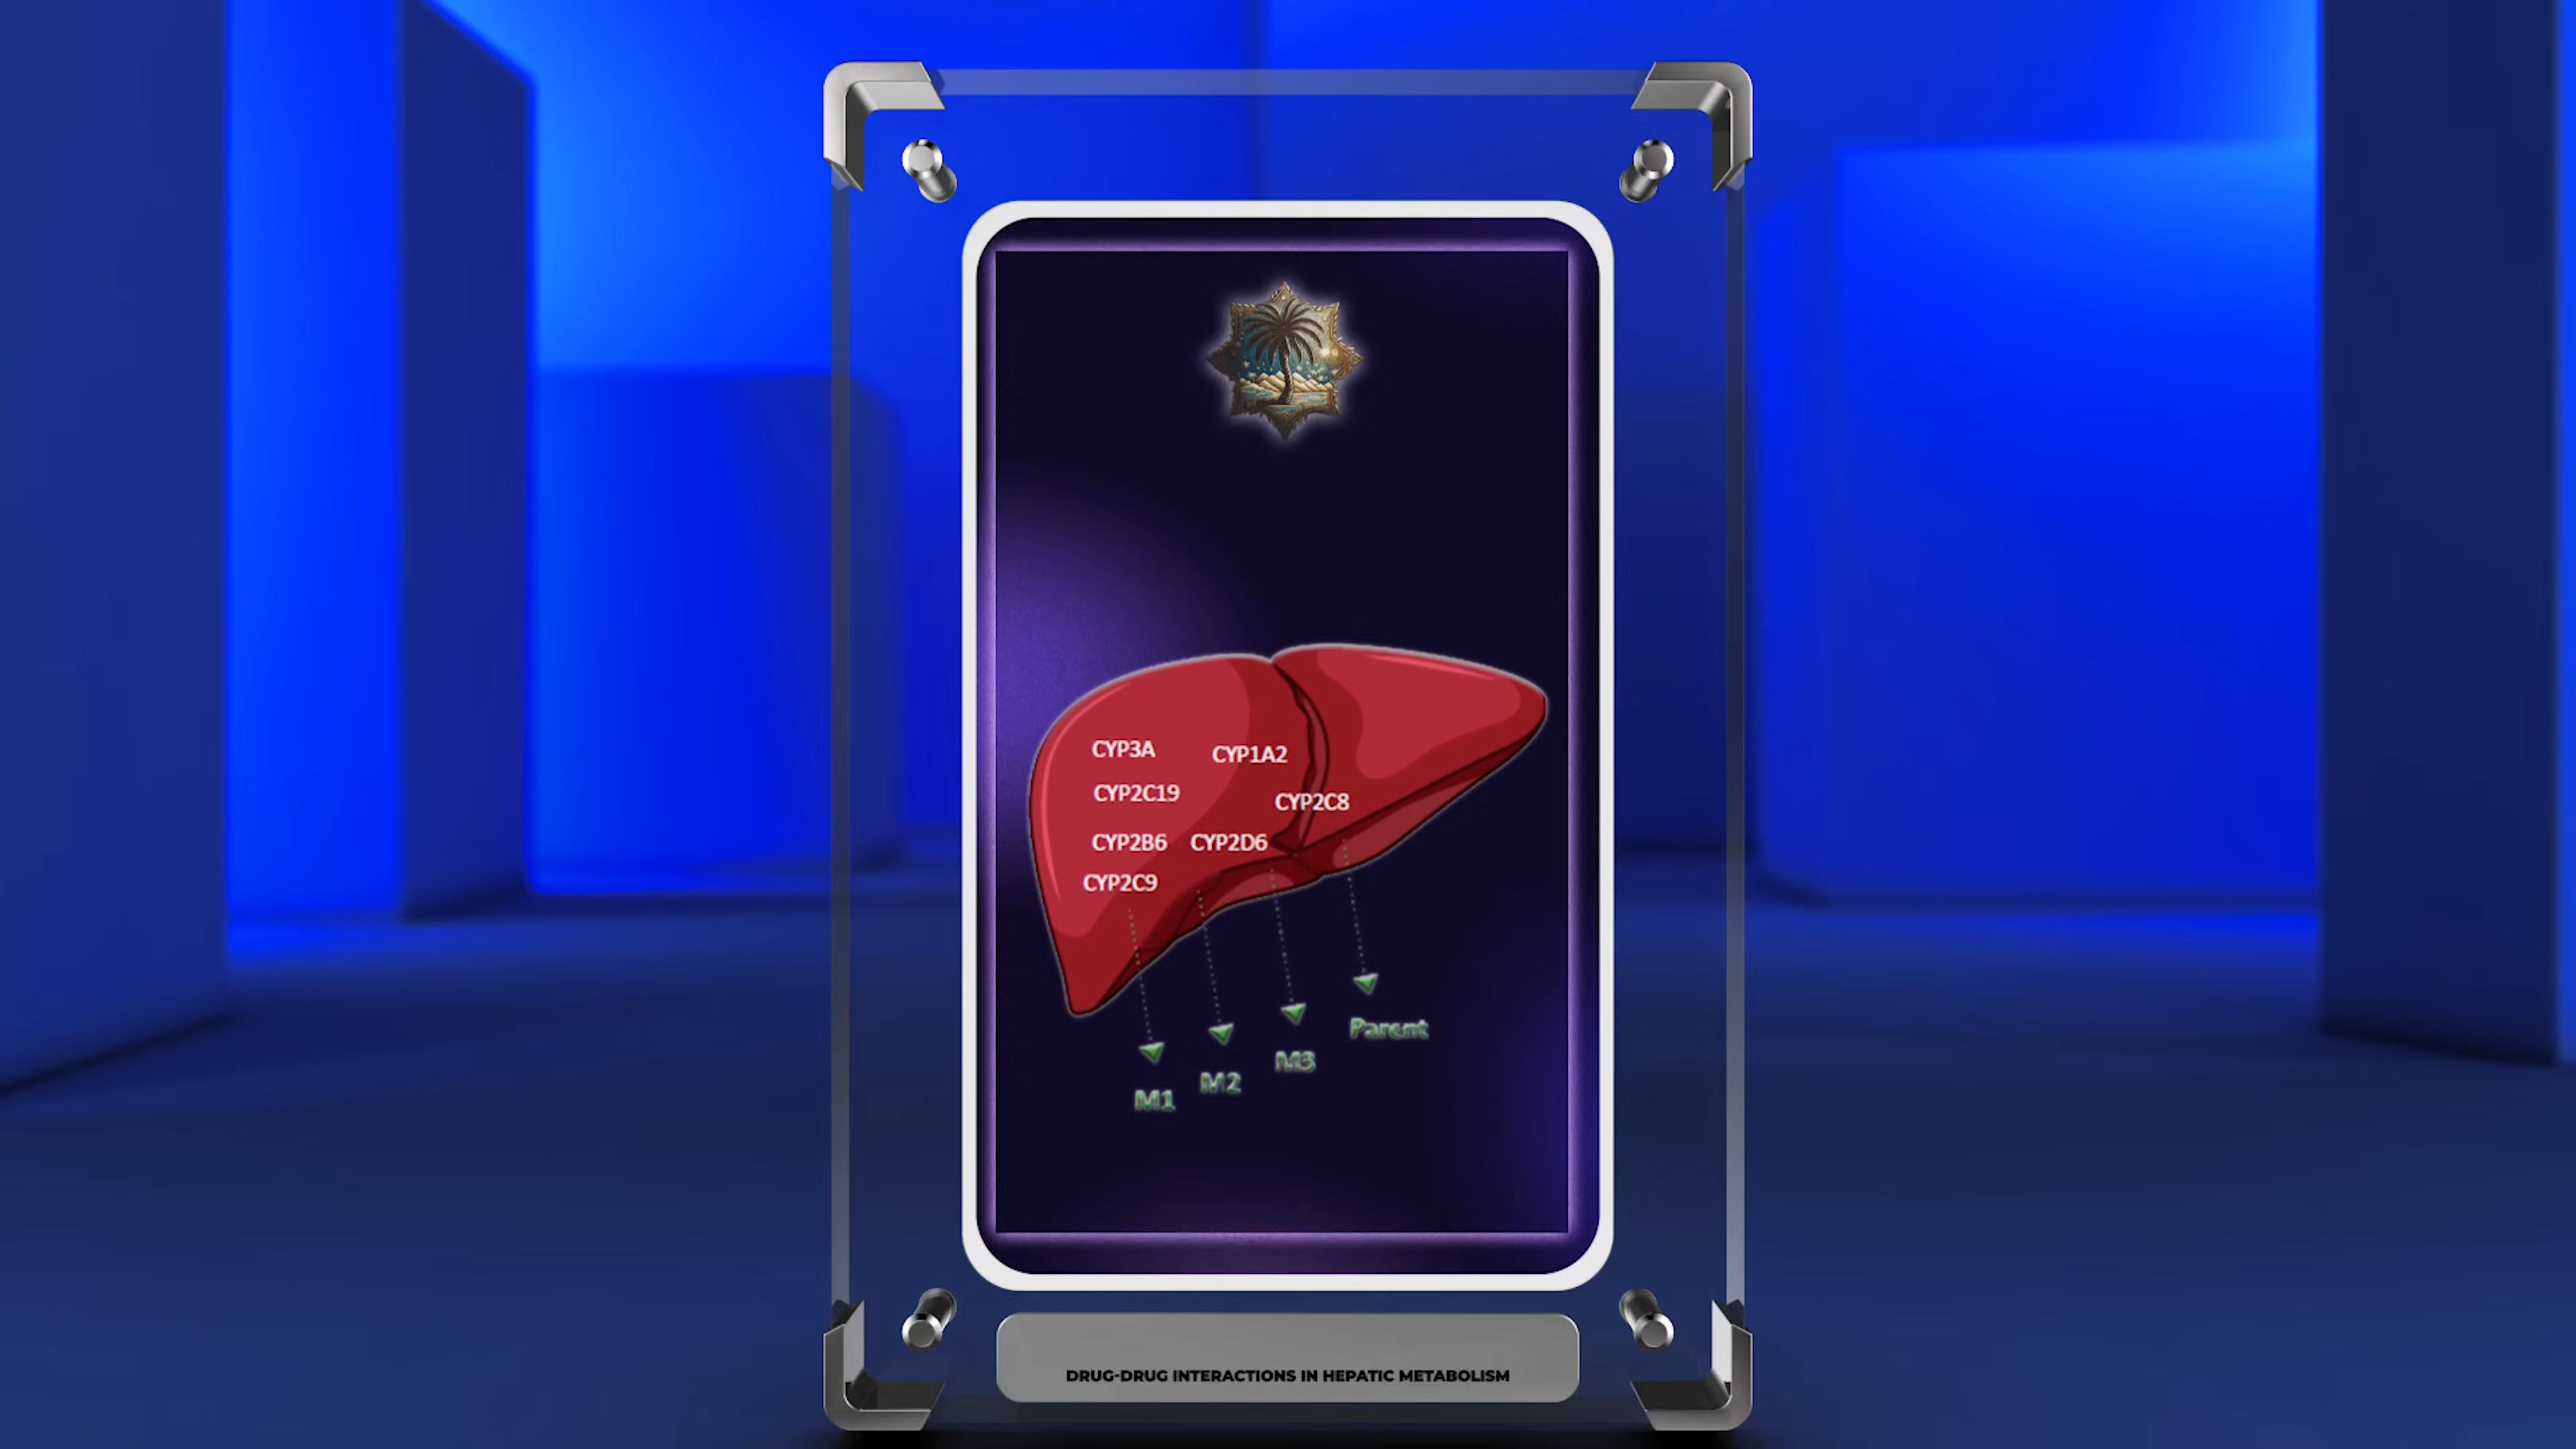 CYP3A
CYP1A2
CYP2C19
CYP2C8
CYP2B6
CYP2D6
CYP2C9
Parent
M3
M2
M1
DRUG-DRUG INTERACTIONS IN HEPATIC METABOLISM